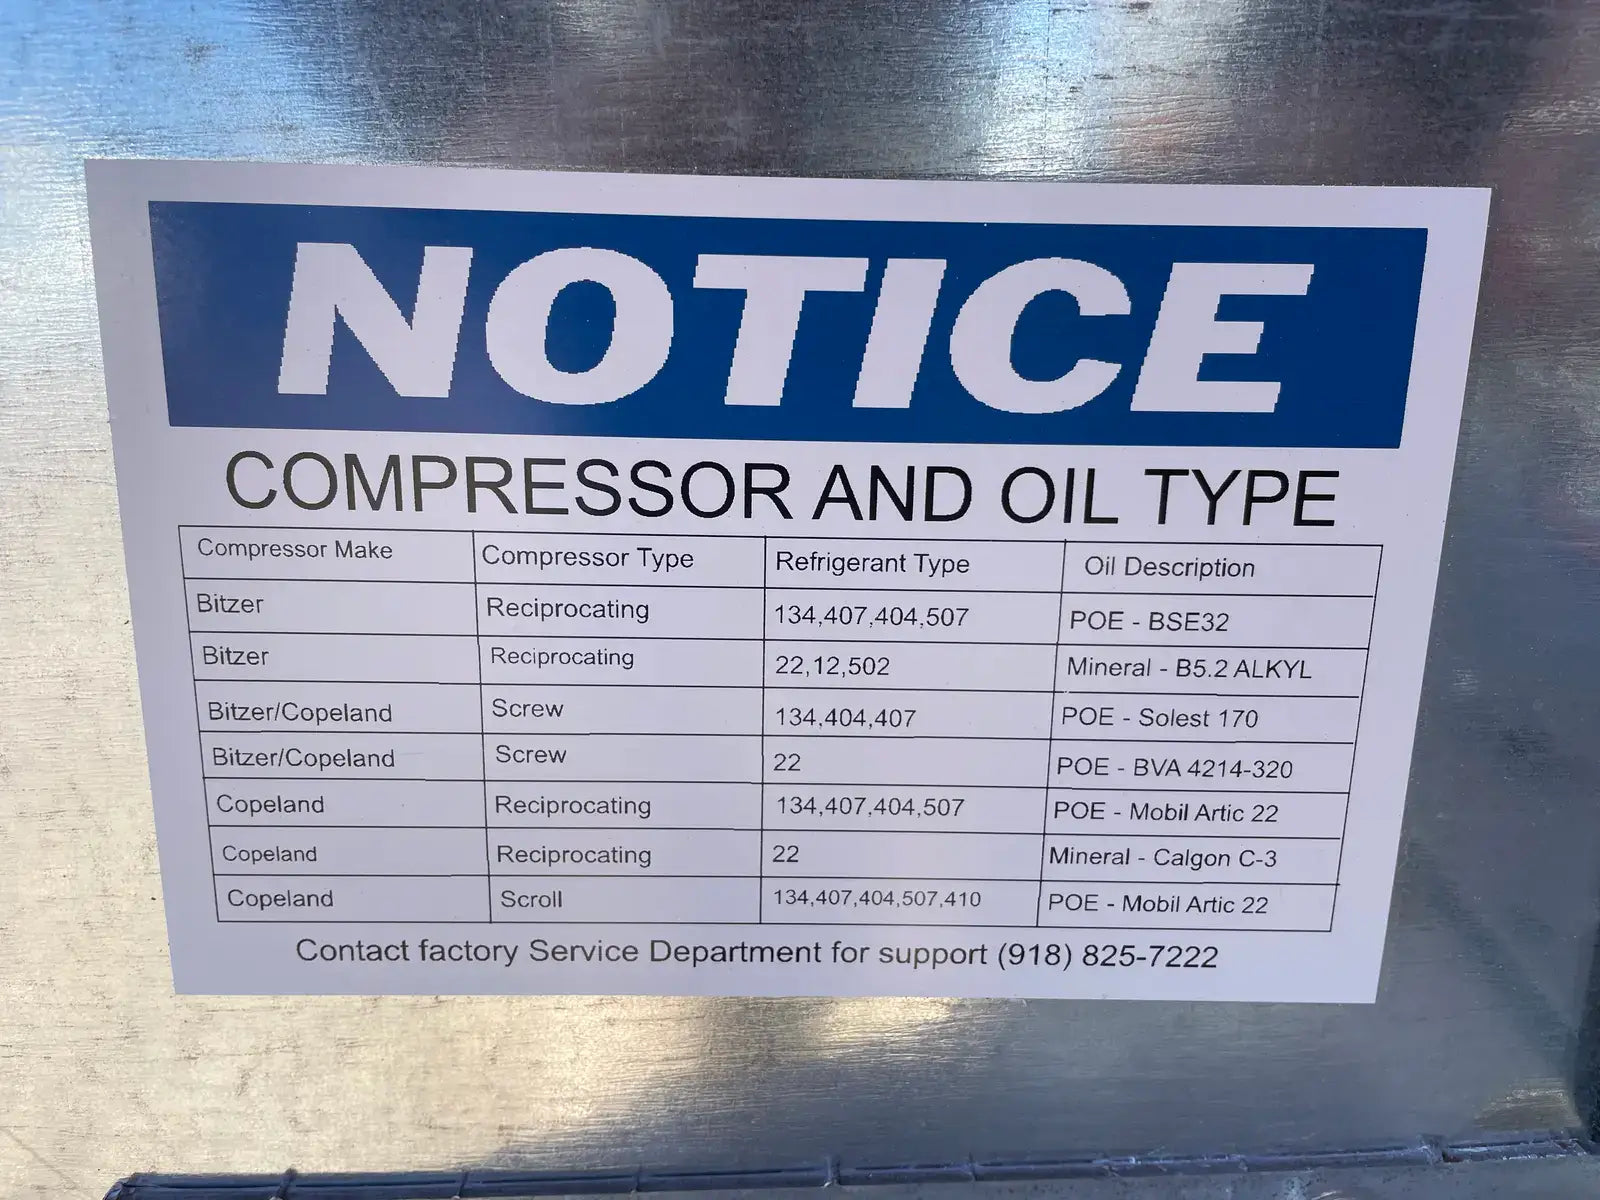 NOTICE
COMPRESSOR AND OIL TYPE
Compressor Make Compressor Type Refrigerant Type Oil Description
Bitzer Reciprocating 134,407,404,507 POE - BSE32
Bitzer Reciprocating 22,12,502 Mineral - B5.2 ALKYL
Bitzer/Copeland Screw 134,404,407 POE - Solest 170
Bitzer/Copeland Screw 22 POE - BVA 4214-320
Copeland Reciprocating 134,407,404,507 POE - Mobil Artic 22
Copeland Reciprocating 22 Mineral - Calgon C-3
Copeland Scroll 134,407,404,507,410 POE - Mobil Artic 22
Contact factory Service Department for support (918) 825-7222